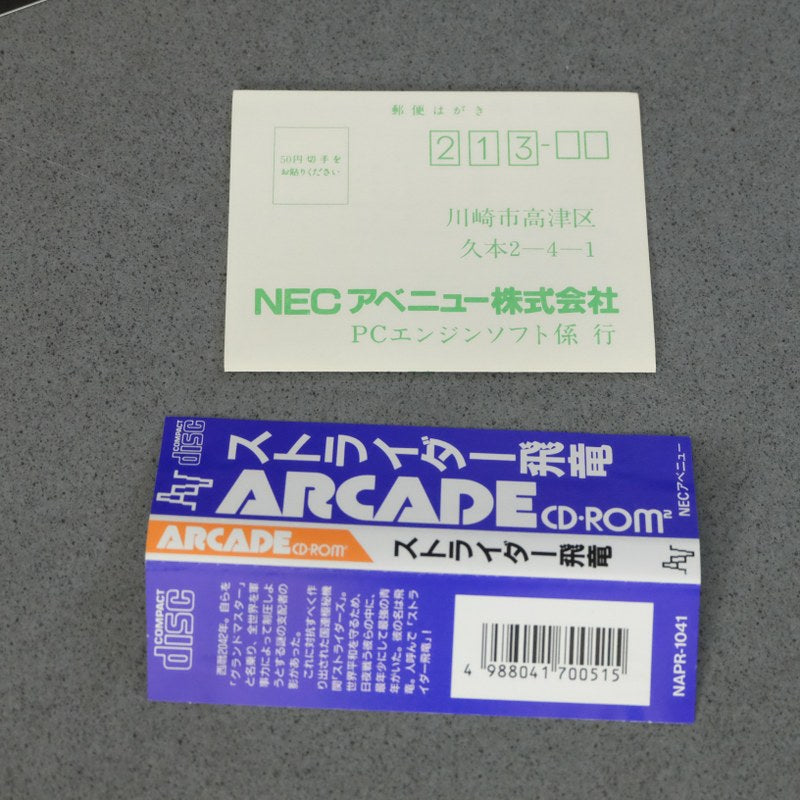 郵便はがき
50円切手を
お貼りください
213-
川崎市高津区
久本2―4―1
NECアベニュー株式会社
PCエンジンソフト係 行
COMPACT
disc
ストライダー飛竜
ARCADE CD・ROM²
NECアベニュー
ARCADE CD・ROM²
ストライダー飛竜
COMPACT
disc
西暦2042年。自らを
「グランドマスター」
と名乗り、全世界を軍
事力によって制圧しよ
うとする謎の支配者の
影があった。
これに対抗すべく作
り出された国連極秘機
関「ストライダーズ」。
世界平和を守るため、
日夜戦う彼らの中に、
最年少にして最強の青
年がいた。彼の名は飛
竜。人呼んで「ストラ
イダー飛竜」！
4 988041 700515
NAPR-1041